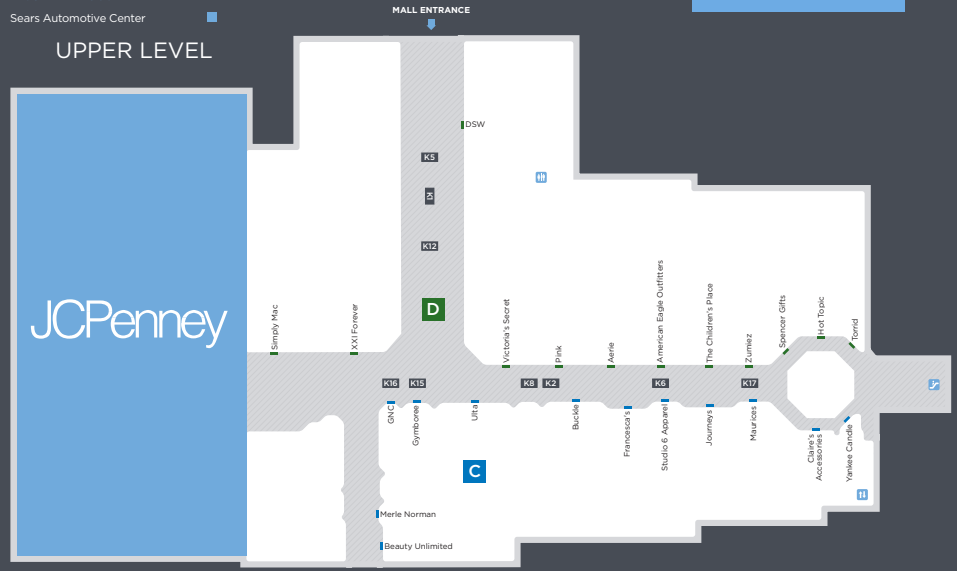 Sears Automotive Center
UPPER LEVEL
MALL ENTRANCE
DSW
K5
K1
K12
D
JCPenney
Simply Mac
XXI Forever
Victoria's Secret
Pink
Aerie
American Eagle Outfitters
The Children's Place
Zumiez
Spencer Gifts
Hot Topic
Torrid
K16
K15
K8
K2
K6
K17
GNC
Gymboree
Ulta
Buckle
Francesca's
Studio 6 Apparel
Journeys
Maurices
Claire's
Accessories
Yankee Candle
C
Merle Norman
Beauty Unlimited